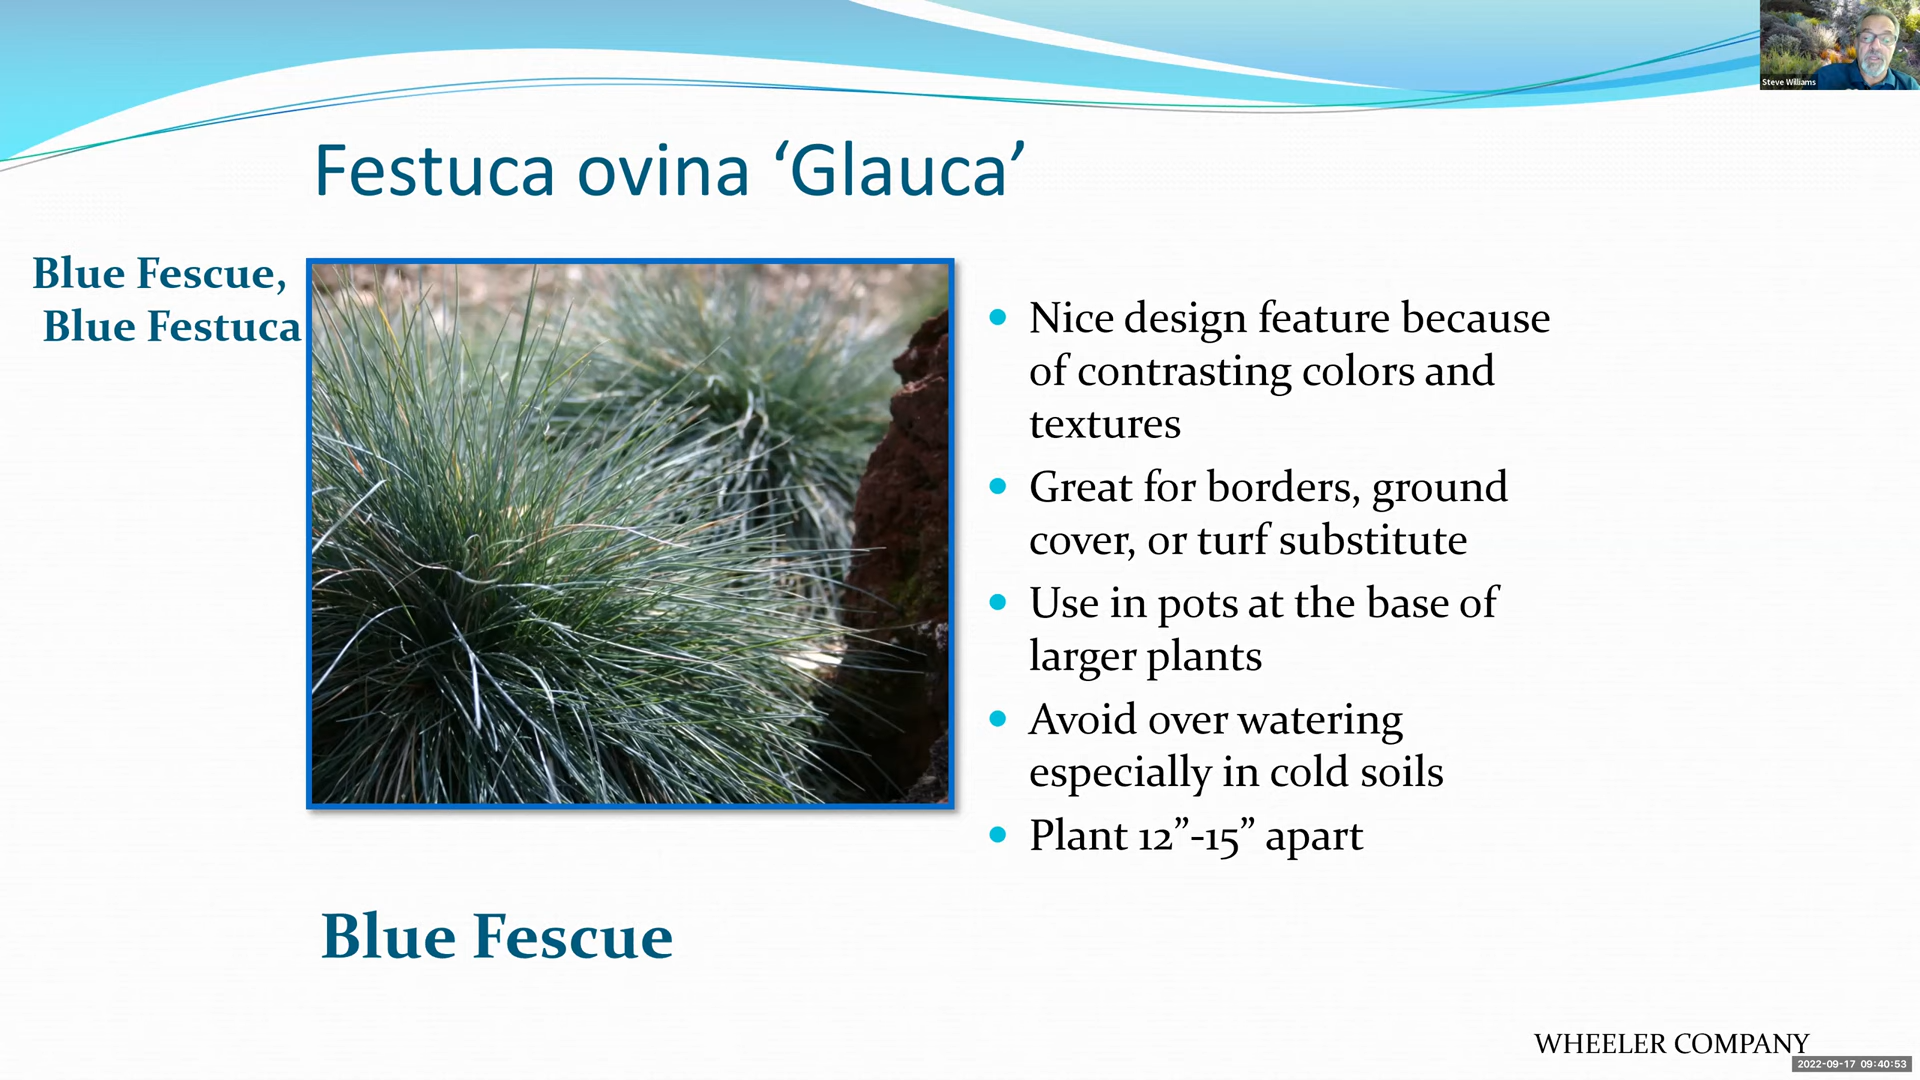 Steve Williams
Festuca ovina ‘Glauca’
Blue Fescue,
Blue Festuca
Nice design feature because
of contrasting colors and
textures
Great for borders, ground
cover, or turf substitute
Use in pots at the base of
larger plants
Avoid over watering
especially in cold soils
Plant 12”-15” apart
Blue Fescue
WHEELER COMPANY
2022-09-17 09:40:53